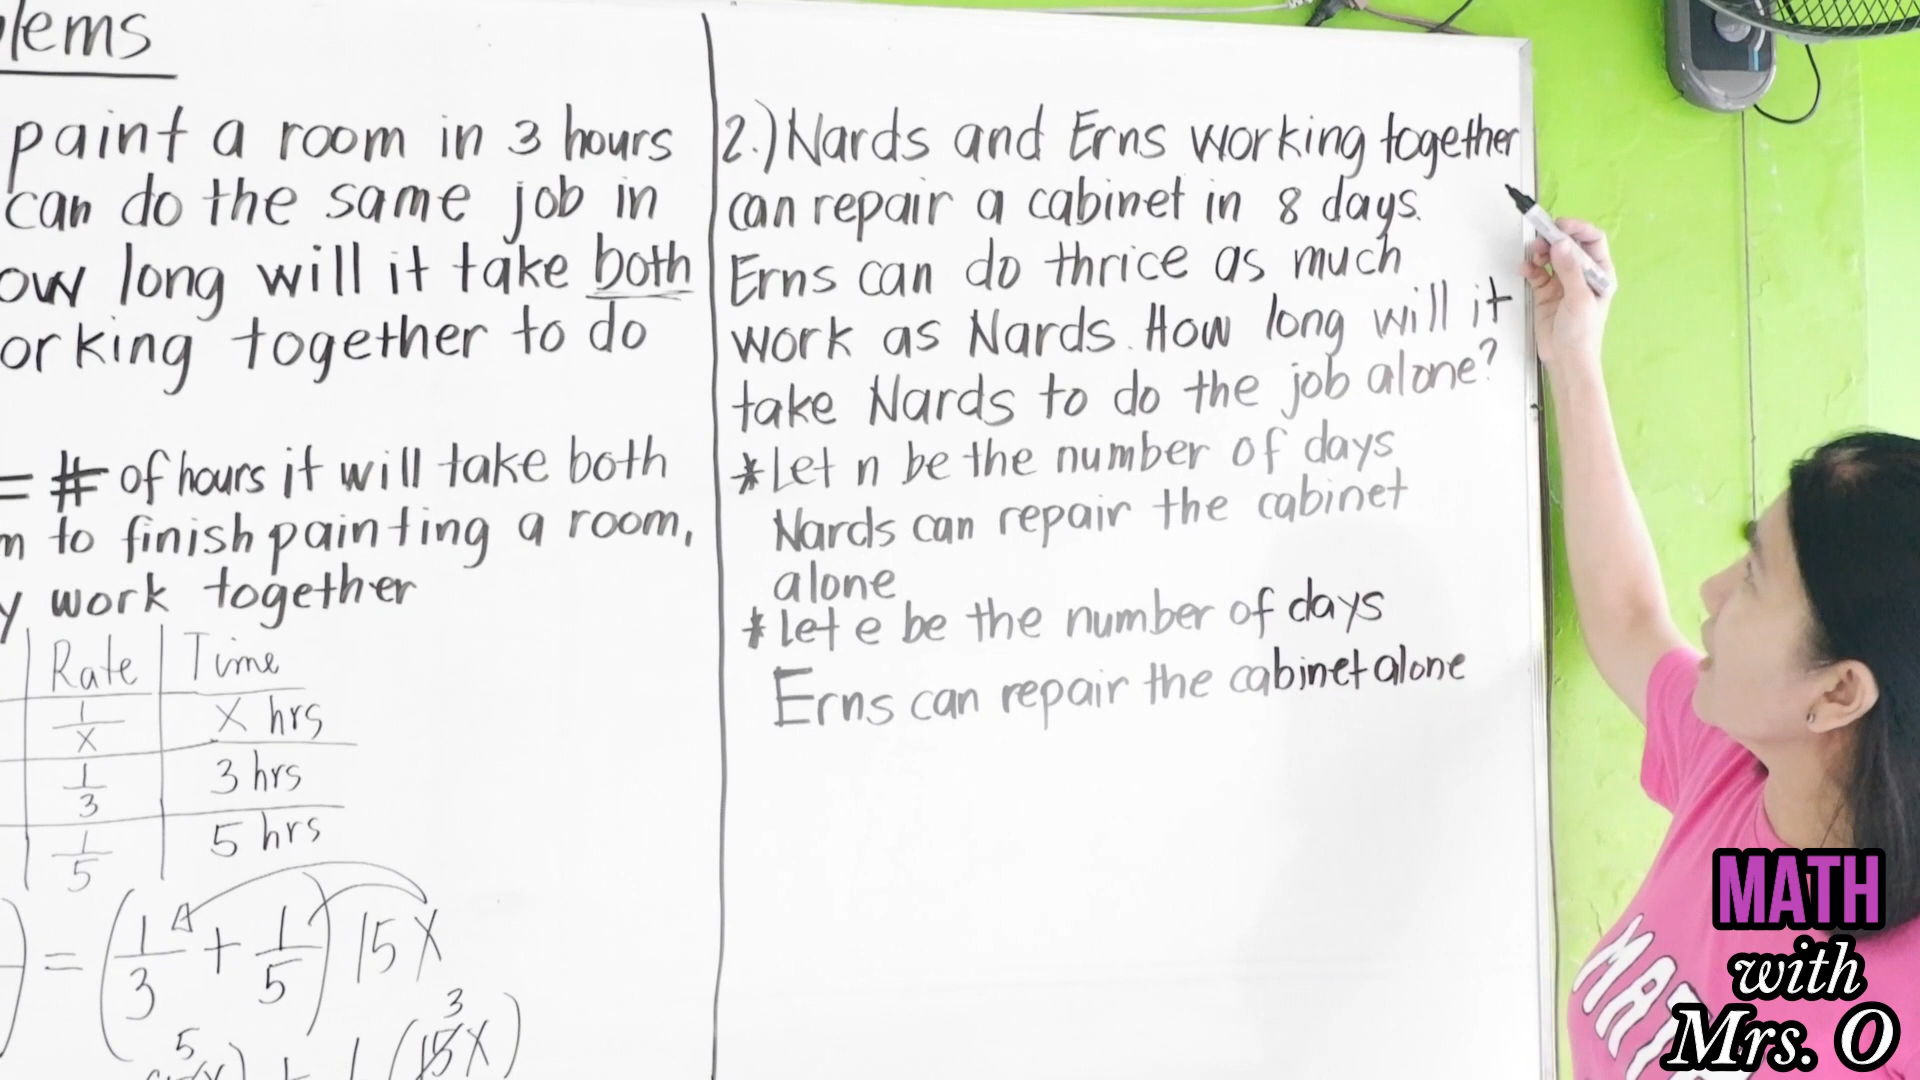 lems
paint a room in 3 hours
can do the same job in
ow long will it take both
orking together to do
= # of hours it will take both
m to finish painting a room,
y work together
Rate Time
1/x x hrs
1/3 3 hrs
1/5 5 hrs
) = (1/3 + 1/5) 15x
5 3
+ 1 (15x)
2.) Nards and Erns working together
can repair a cabinet in 8 days.
Erns can do thrice as much
work as Nards. How long will it
take Nards to do the job alone?
*Let n be the number of days
Nards can repair the cabinet
alone
*let e be the number of days
Erns can repair the cabinet alone
MAT
MATH
with
Mrs. O